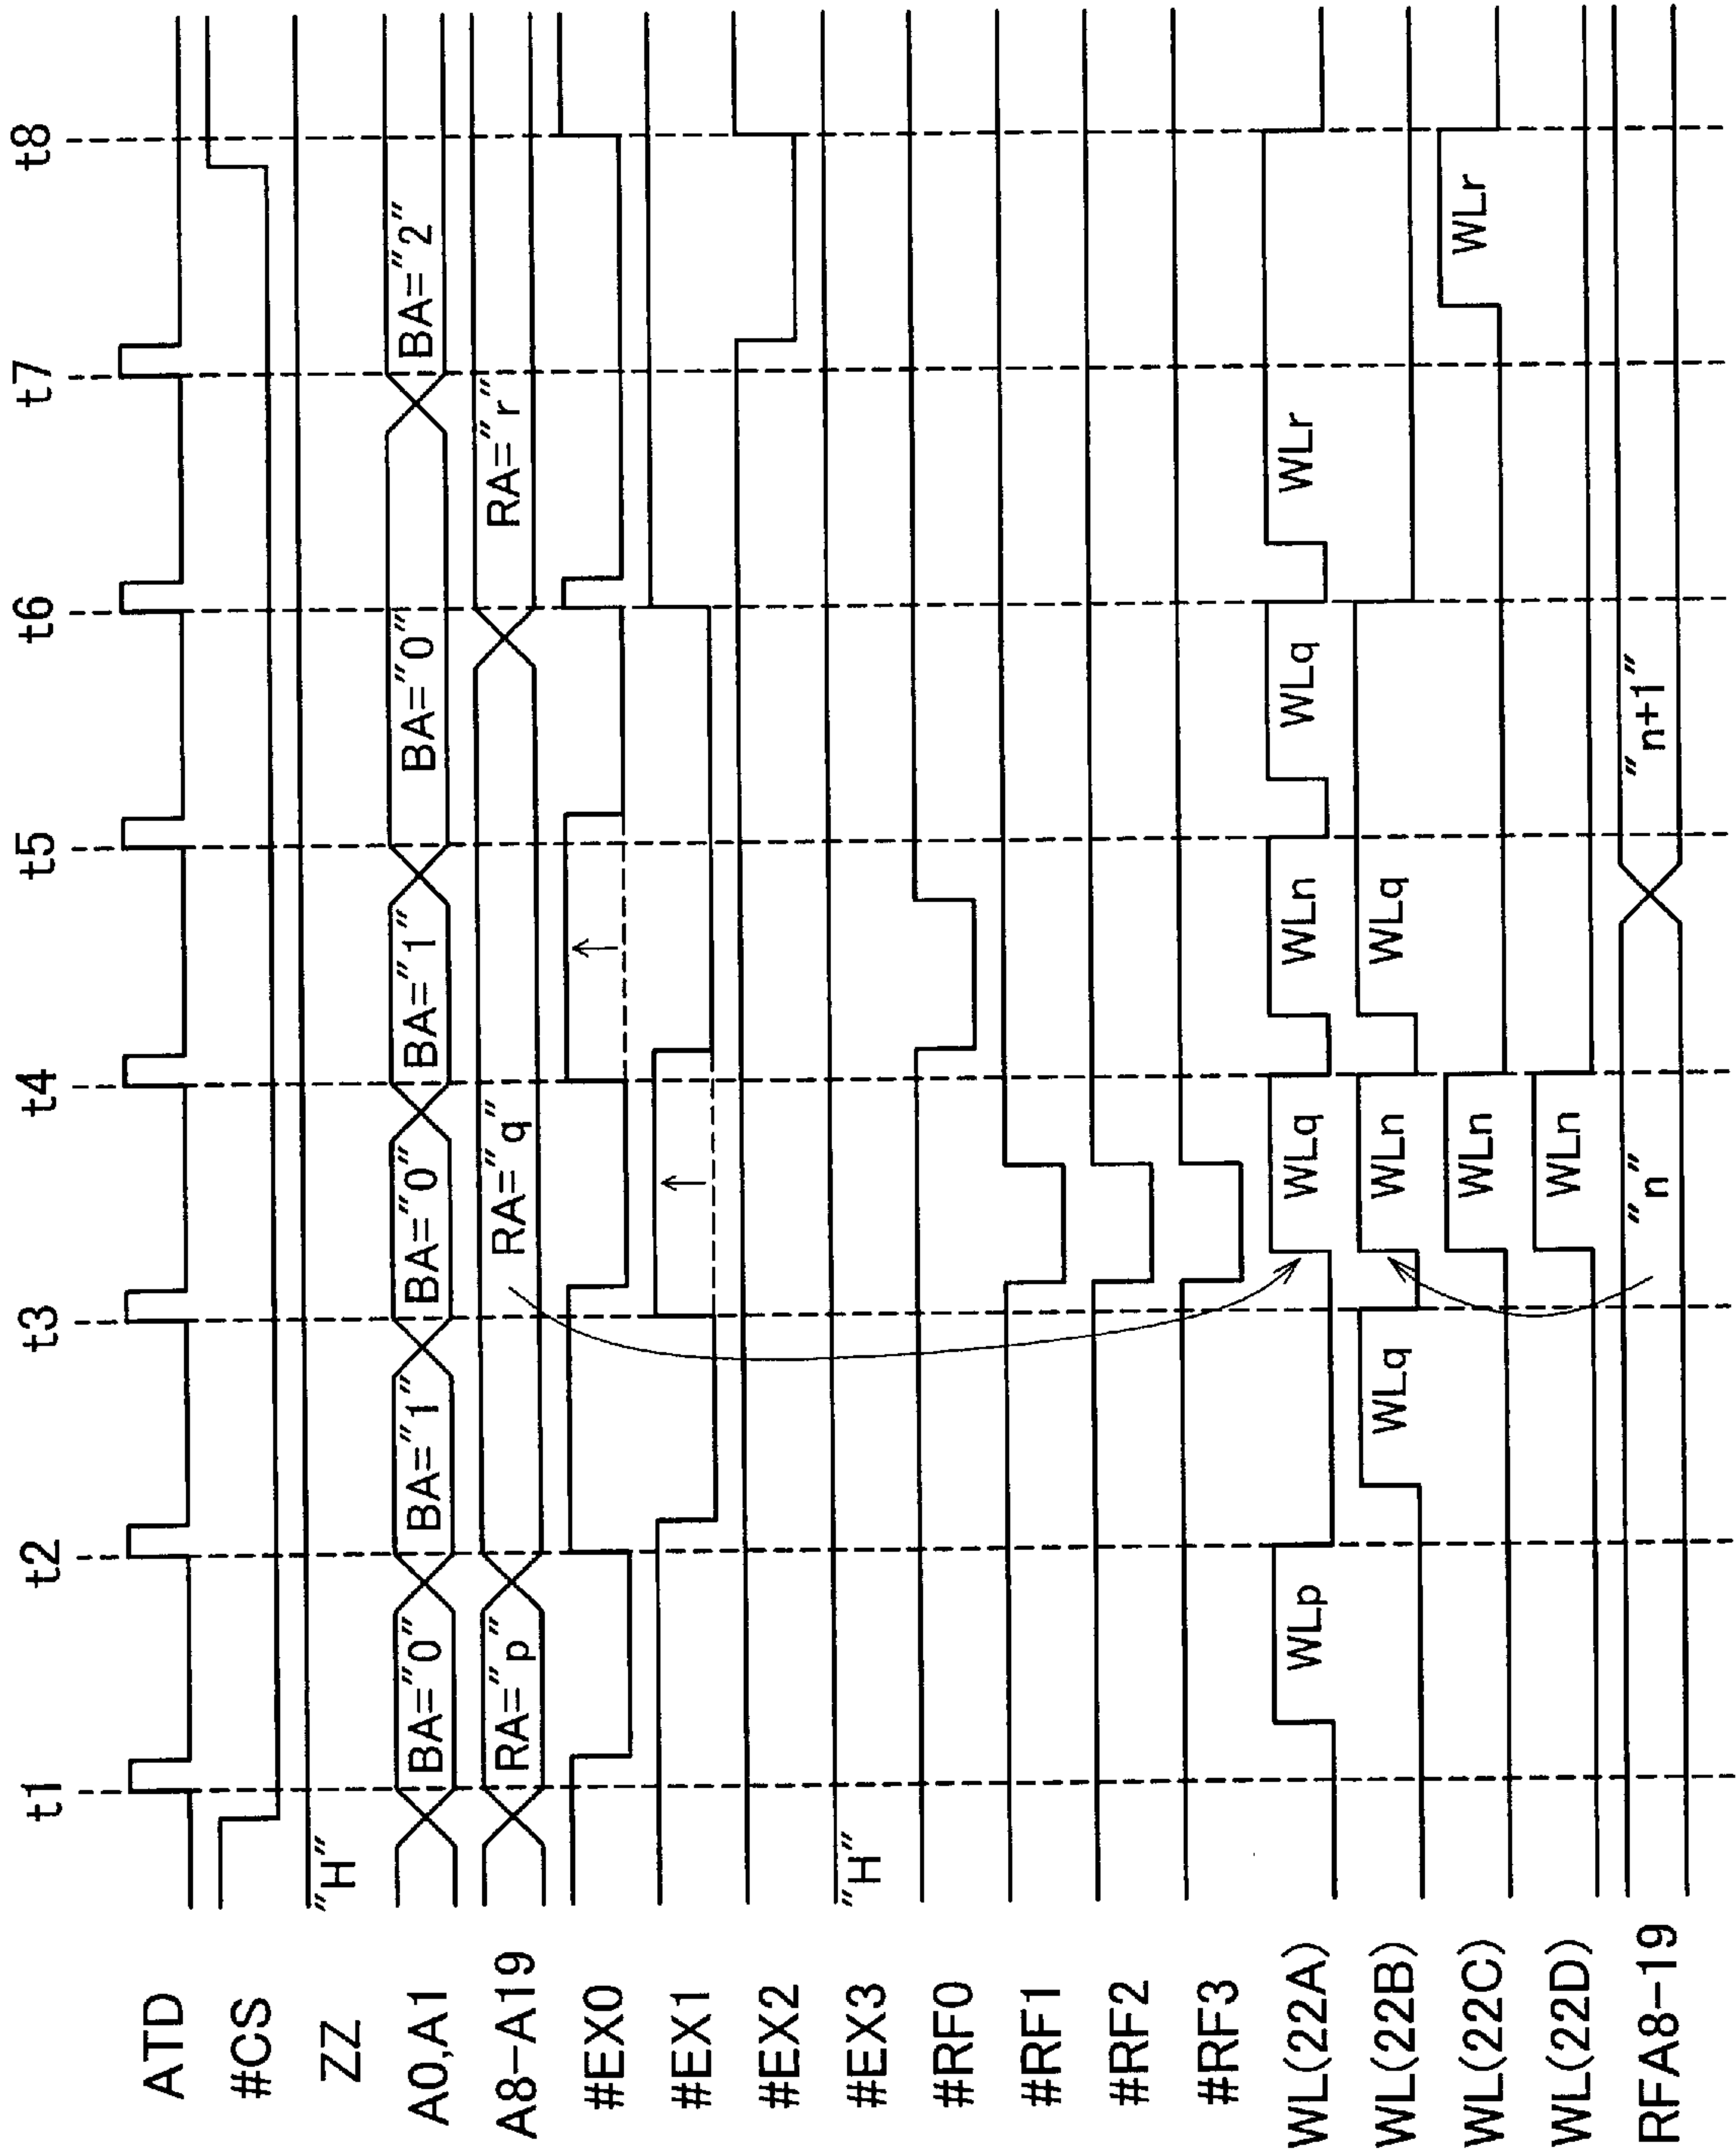 t1 t2 t3 t4 t5 t6 t7 t8
ATD
#CS
ZZ "H"
A0,A1 BA="0" BA="1" BA="0" BA="1" BA="0" BA="2"
A8-A19 RA="p" RA="q" RA="r"
#EX0
#EX1
#EX2
#EX3 "H"
#RF0
#RF1
#RF2
#RF3
WL(22A) WLp WLq WLn WLq WLr
WL(22B) WLq WLn WLq
WL(22C) WLn WLr
WL(22D) WLn
RFA8-19 "n" "n+1"